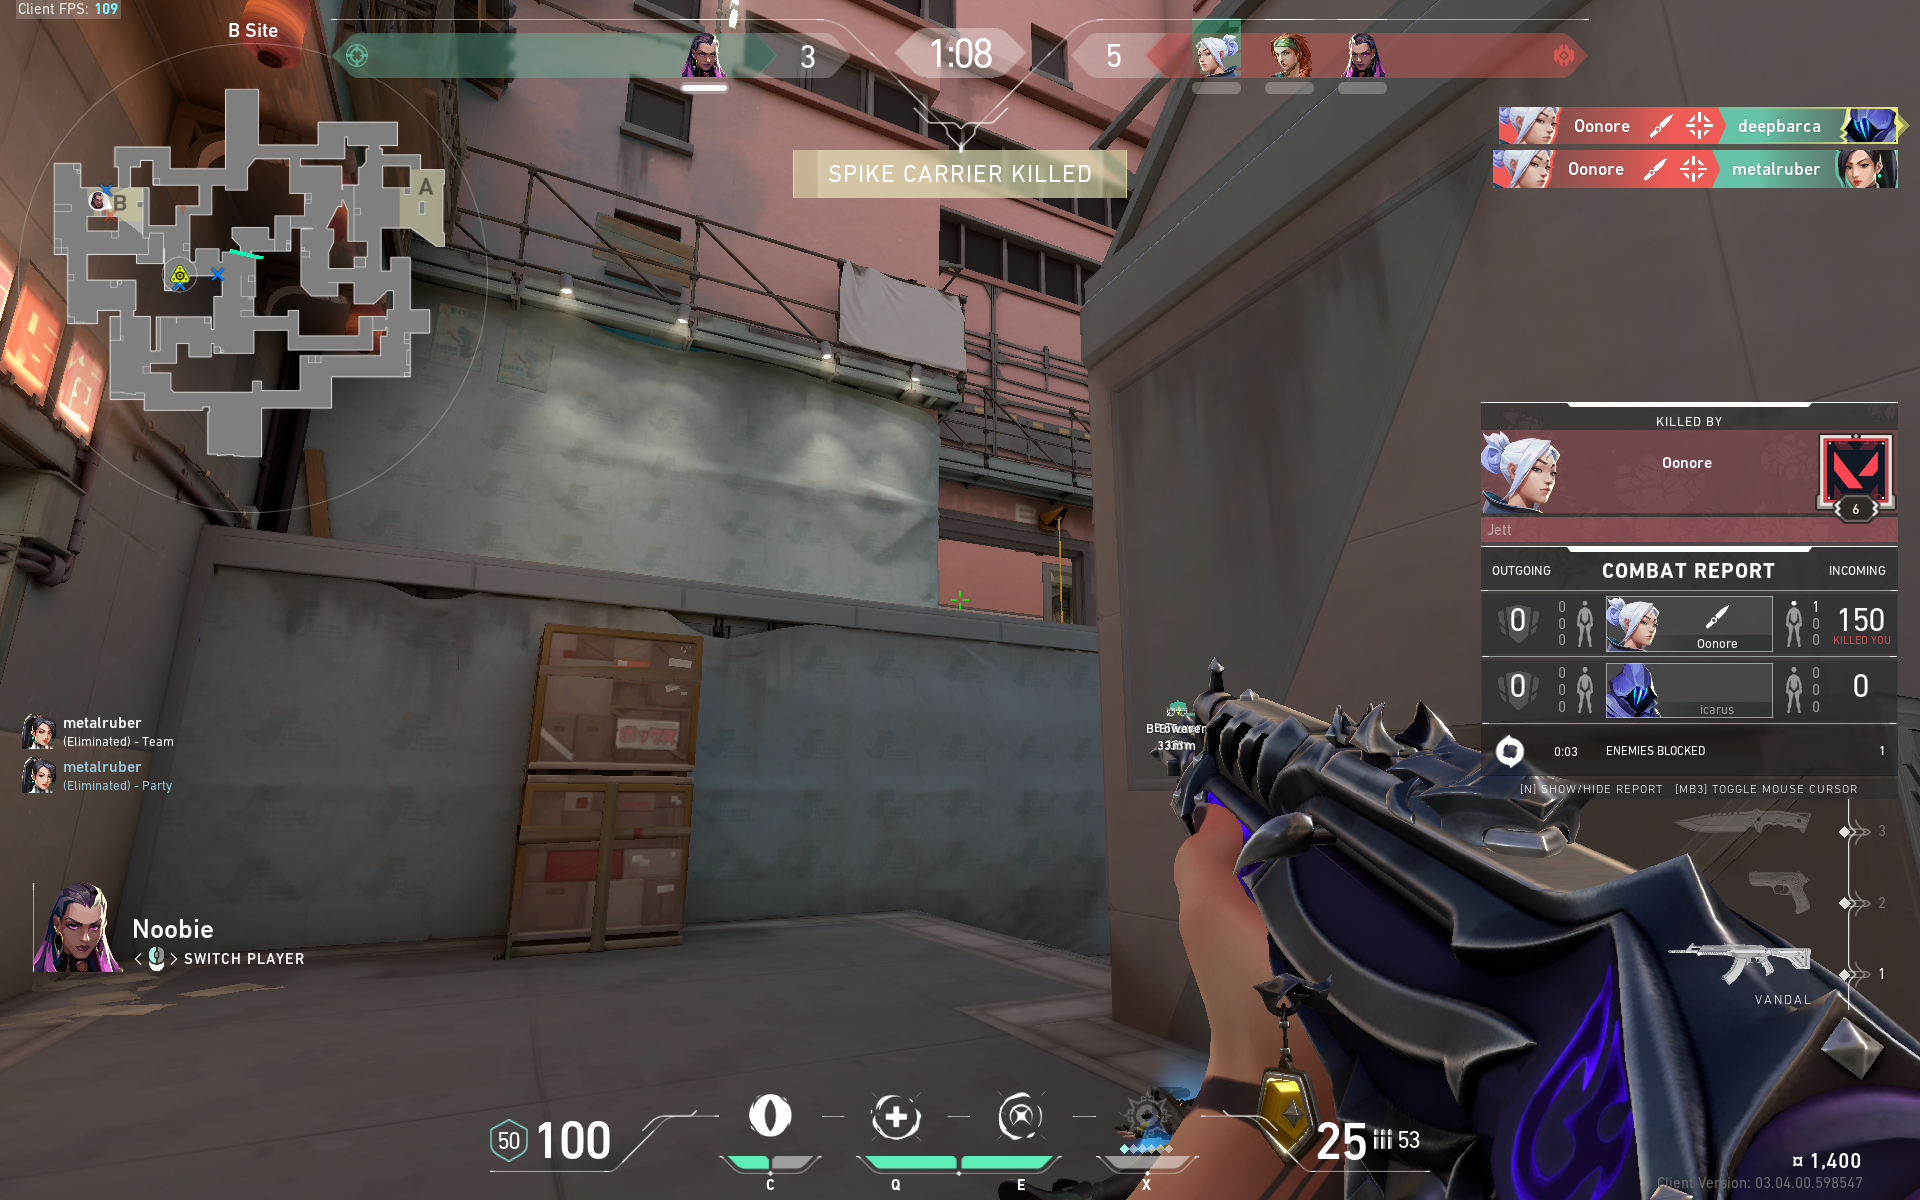 Client FPS: 109
B Site
3
1:08
5
SPIKE CARRIER KILLED
Oonore
deepbarca
Oonore
metalruber
B
A
KILLED BY
Oonore
6
Jett
OUTGOING
COMBAT REPORT
INCOMING
0
0
0
0
Oonore
1
0
0
150
KILLED YOU
0
0
0
0
icarus
0
0
0
0
0:03
ENEMIES BLOCKED
1
[N] SHOW/HIDE REPORT
[MB3] TOGGLE MOUSE CURSOR
metalruber
(Eliminated) - Team
metalruber
(Eliminated) - Party
3
2
1
VANDAL
Noobie
< > SWITCH PLAYER
50
100
C
Q
E
X
25
53
¤ 1,400
Client Version: 03.04.00.598547